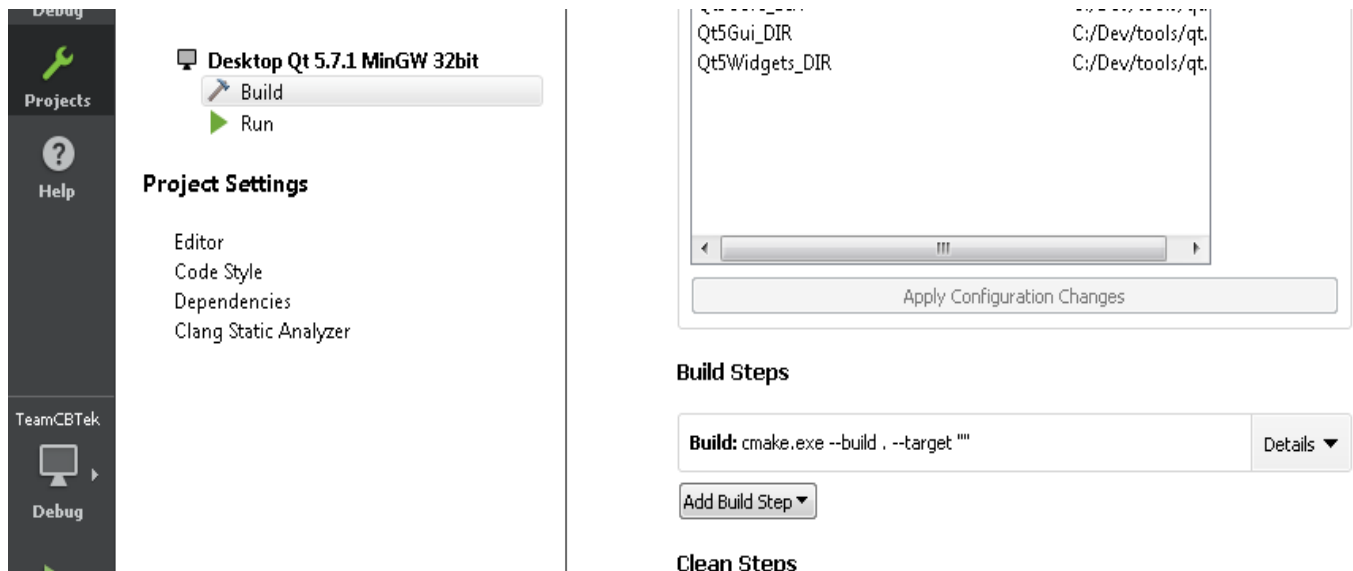 Debug
Projects
Help
TeamCBTek
Debug
Desktop Qt 5.7.1 MinGW 32bit
Build
Run
Project Settings
Editor
Code Style
Dependencies
Clang Static Analyzer
Qt5Gui_DIR C:/Dev/tools/qt.
Qt5Widgets_DIR C:/Dev/tools/qt.
Apply Configuration Changes
Build Steps
Build: cmake.exe --build . --target ""
Details
Add Build Step
Clean Steps